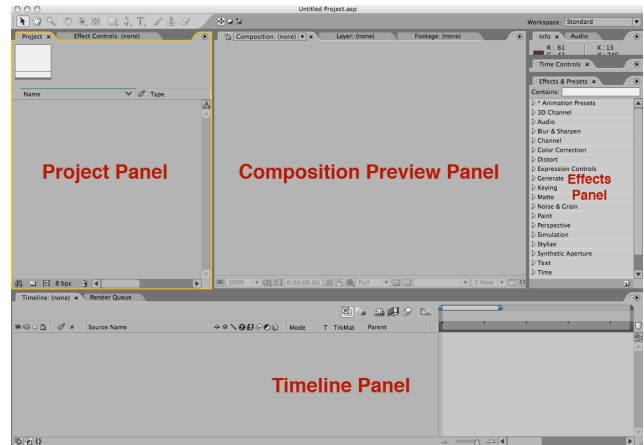 Untitled Project.aep
Workspace: Standard
Project × Effect Controls: (none)
Composition: (none) × Layer: (none) Footage: (none)
Info × Audio
R : 61 X : 13
Time Controls ×
Effects & Presets ×
Contains:
Name Type
* Animation Presets
3D Channel
Audio
Blur & Sharpen
Channel
Color Correction
Distort
Expression Controls
Generate
Keying
Matte
Noise & Grain
Paint
Perspective
Simulation
Stylize
Synthetic Aperture
Text
Time
Project Panel
Composition Preview Panel
Effects
Panel
8 bpc
100% 0:00:00:00 Full 1 View
Timeline: (none) × Render Queue
# Source Name Mode T TrkMat Parent
Timeline Panel